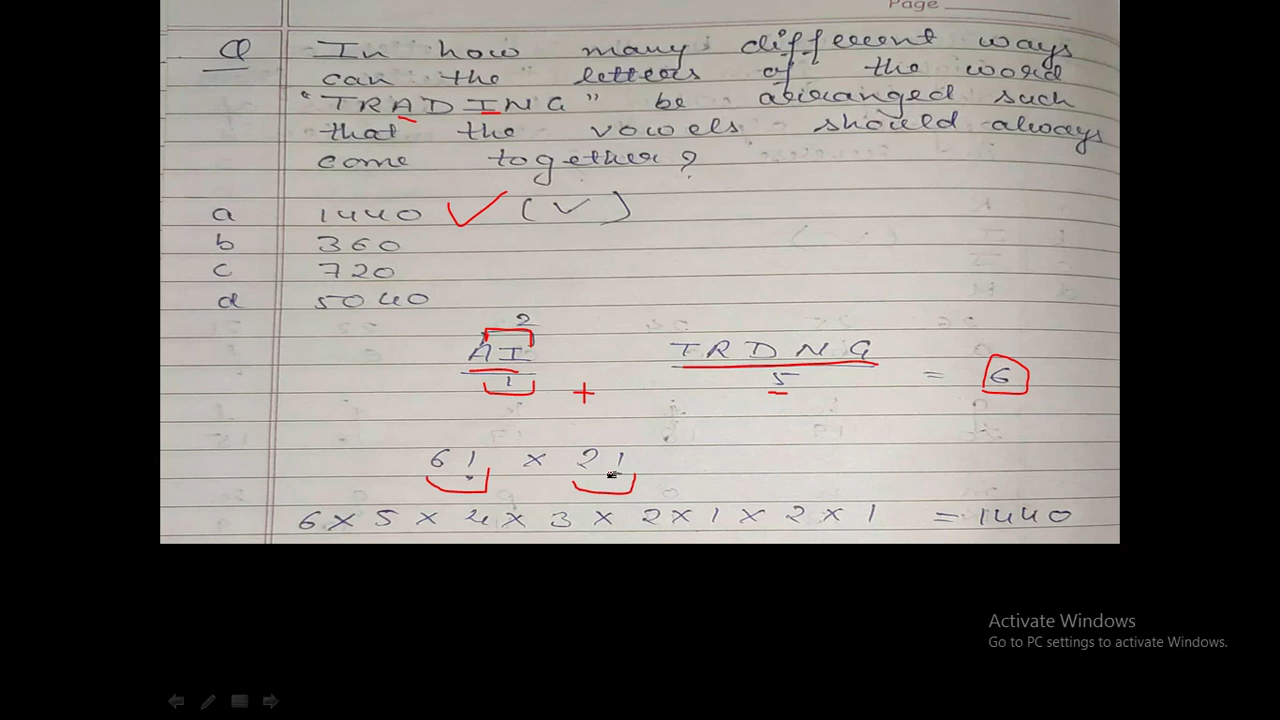 Page
Q In how many different ways
can the letters of the word
"TRADING" be arranged such
that the vowels should always
come together?
a 1440 ✓ (✓)
b 360
c 720
d 5040
2
AI TRDNG
1 + 5 = 6
6! × 2!
6 × 5 × 4 × 3 × 2 × 1 × 2 × 1 = 1440
Activate Windows
Go to PC settings to activate Windows.